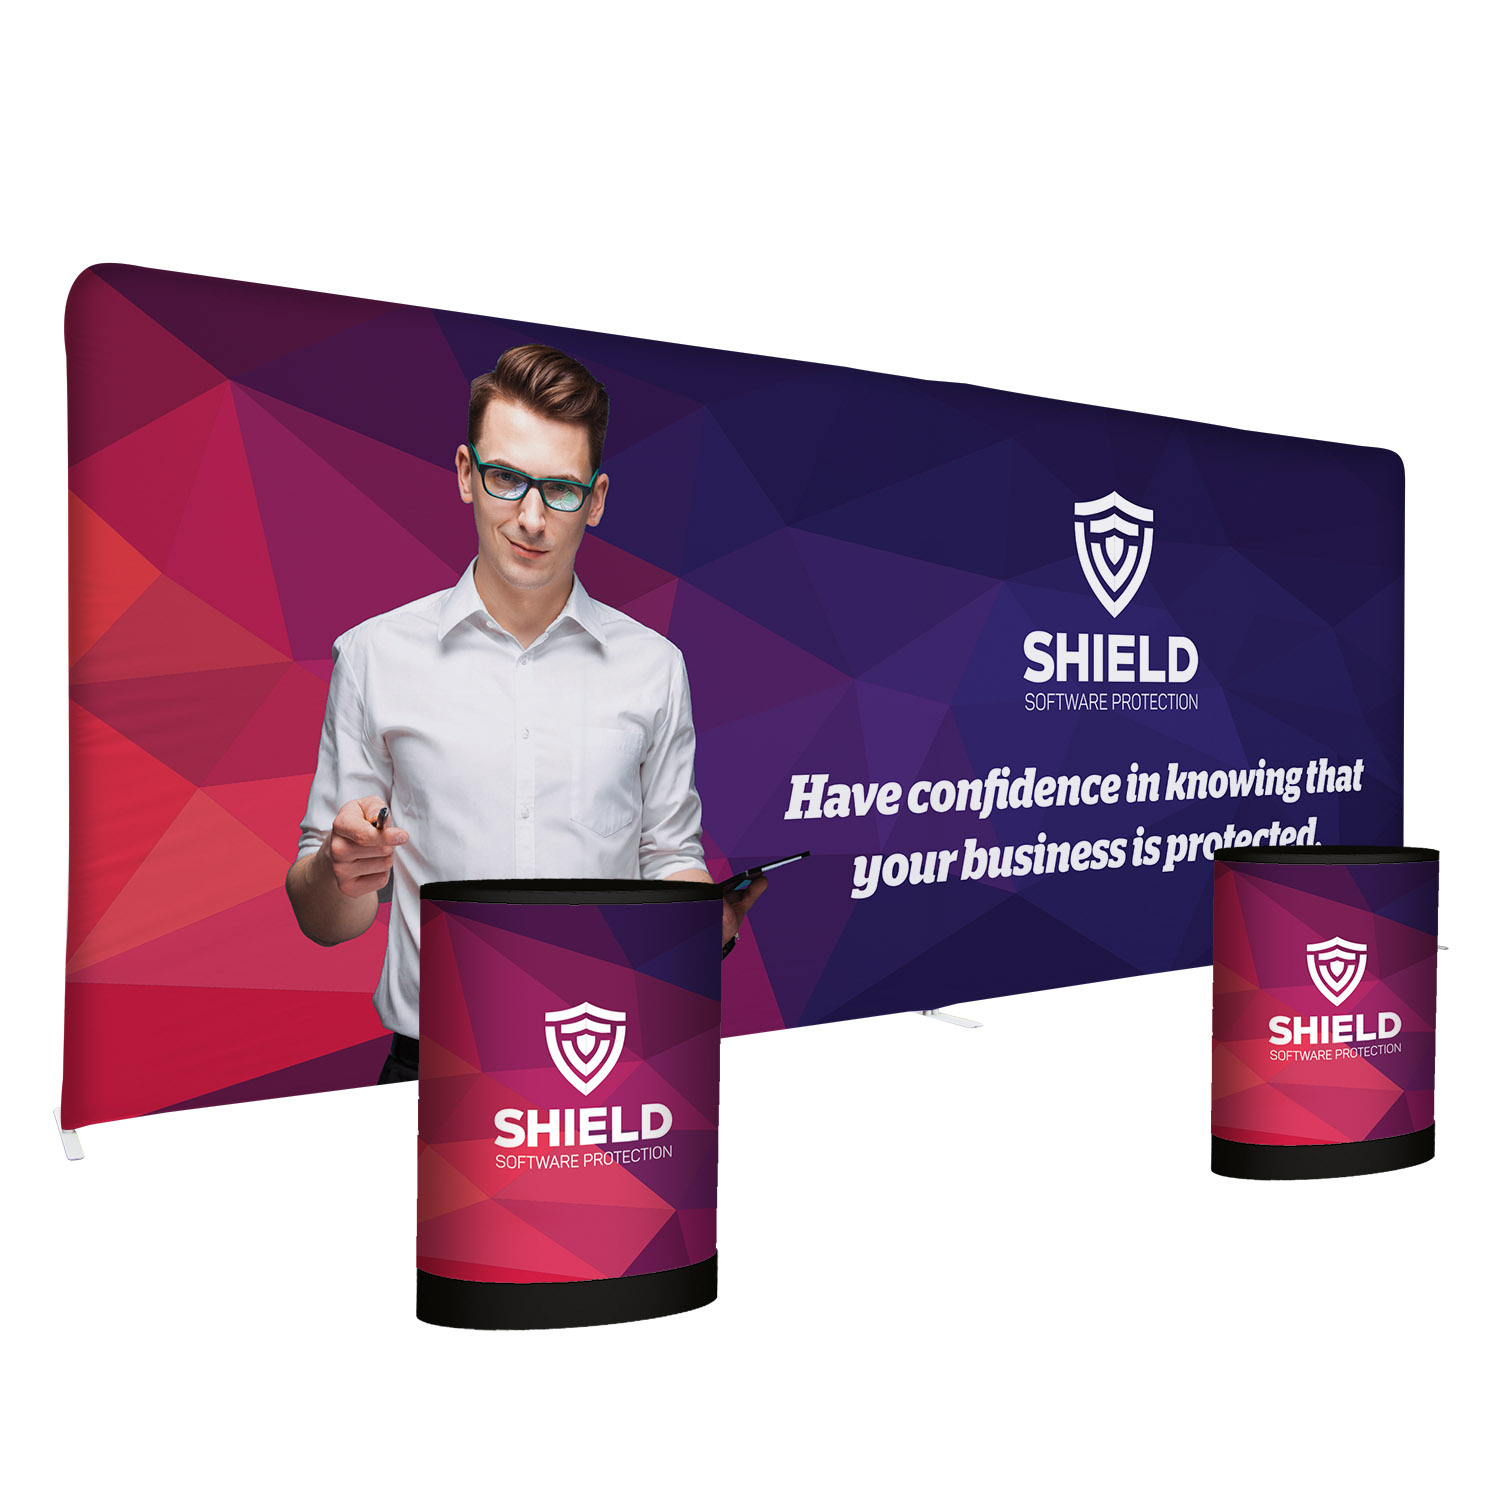 SHIELD
SOFTWARE PROTECTION
Have confidence in knowing that
your business is protected.
SHIELD
SOFTWARE PROTECTION
SHIELD
SOFTWARE PROTECTION